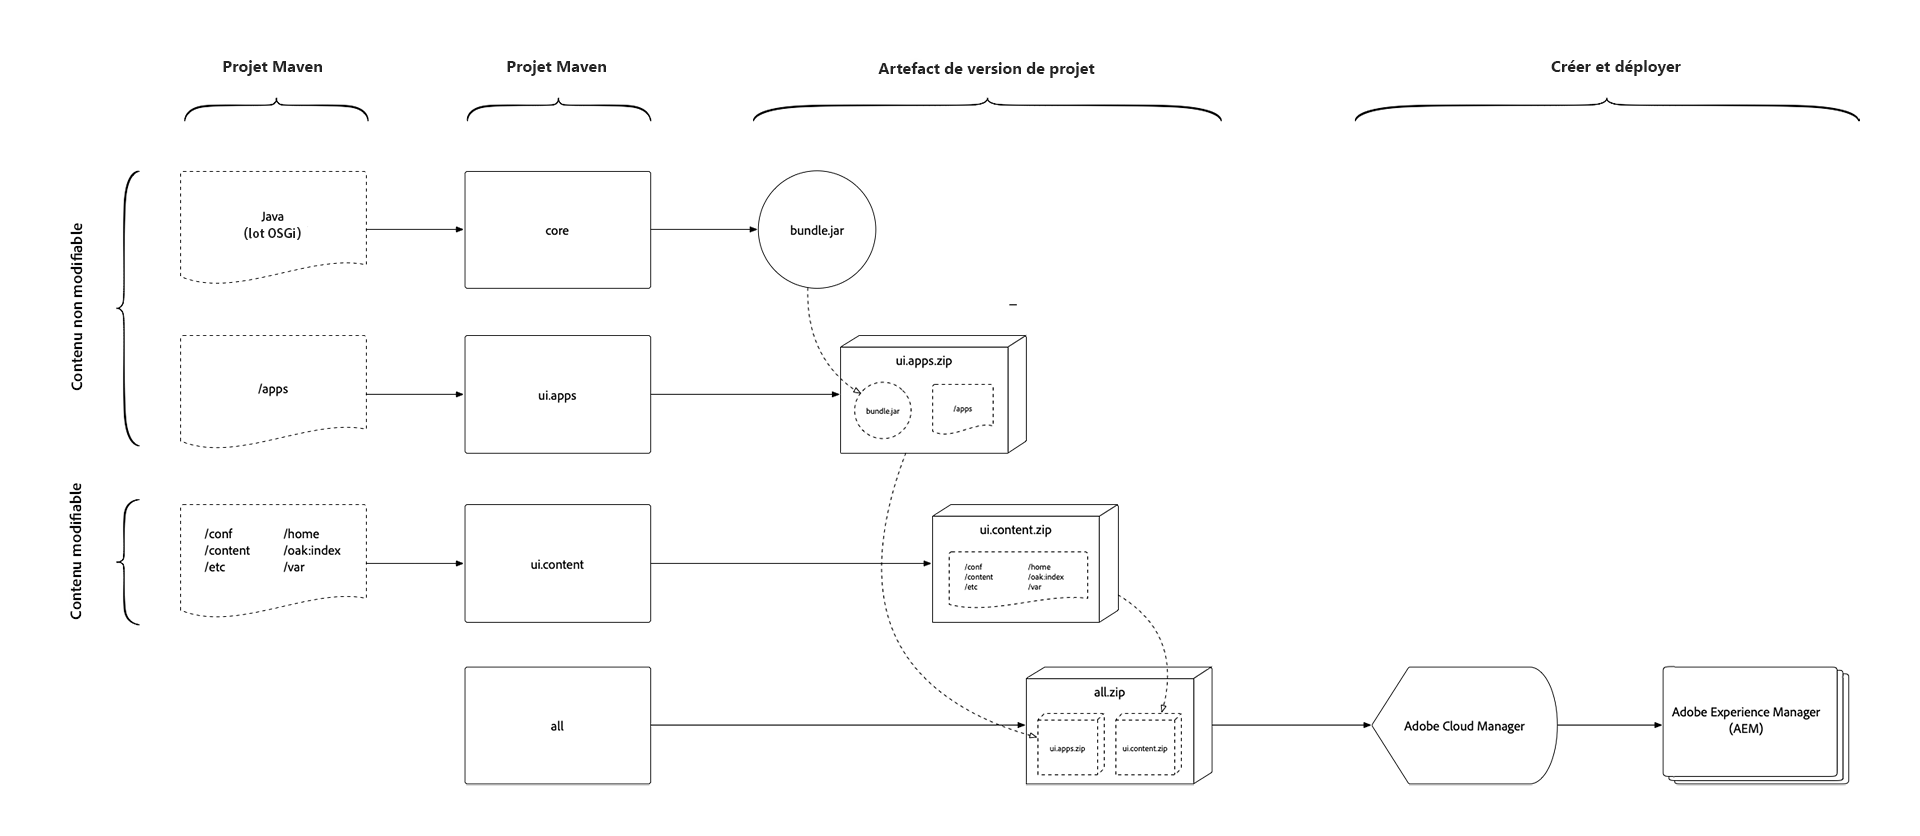 Projet Maven
Projet Maven
Artefact de version de projet
Créer et déployer
Contenu non modifiable
Java
(lot OSGi)
core
bundle.jar
/apps
ui.apps
ui.apps.zip
bundle.jar
/apps
Contenu modifiable
/conf /home
/content /oak:index
/etc /var
ui.content
ui.content.zip
/conf /home
/content /oak:index
/etc /var
all
all.zip
ui.apps.zip
ui.content.zip
Adobe Cloud Manager
Adobe Experience Manager
(AEM)